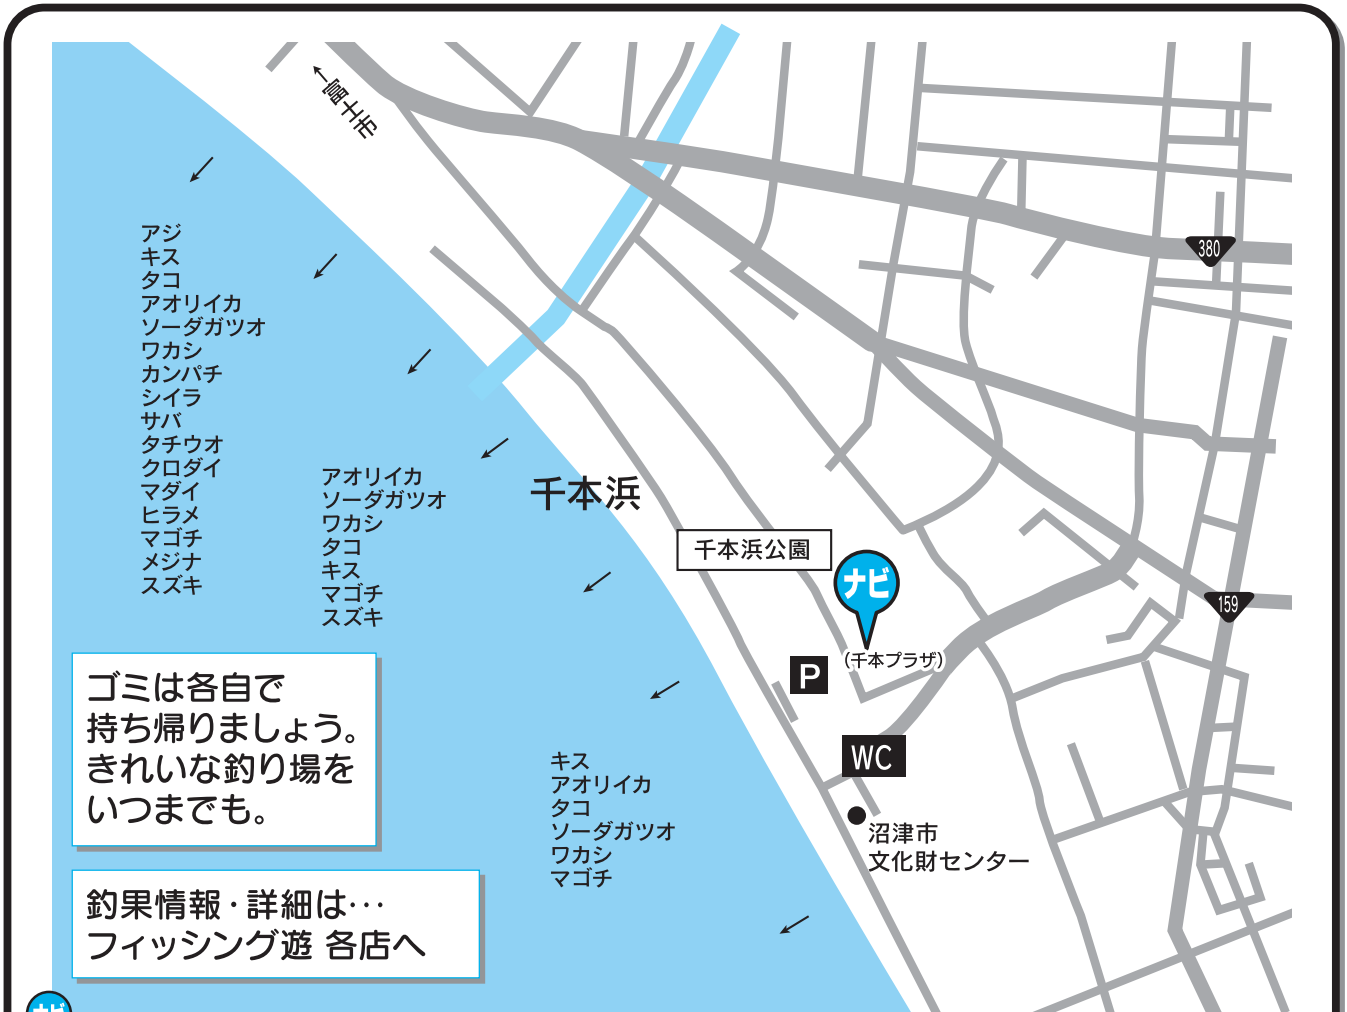 ←富士市
380
アジ
キス
タコ
アオリイカ
ソーダガツオ
ワカシ
カンパチ
シイラ
サバ
タチウオ
クロダイ
マダイ
ヒラメ
マゴチ
メジナ
スズキ
アオリイカ
ソーダガツオ
ワカシ
タコ
キス
マゴチ
スズキ
千本浜
千本浜公園
ナビ
(千本プラザ)
159
P
WC
沼津市
文化財センター
キス
アオリイカ
タコ
ソーダガツオ
ワカシ
マゴチ
ゴミは各自で
持ち帰りましょう。
きれいな釣り場を
いつまでも。
釣果情報・詳細は・・・
フィッシング遊 各店へ
ナビ